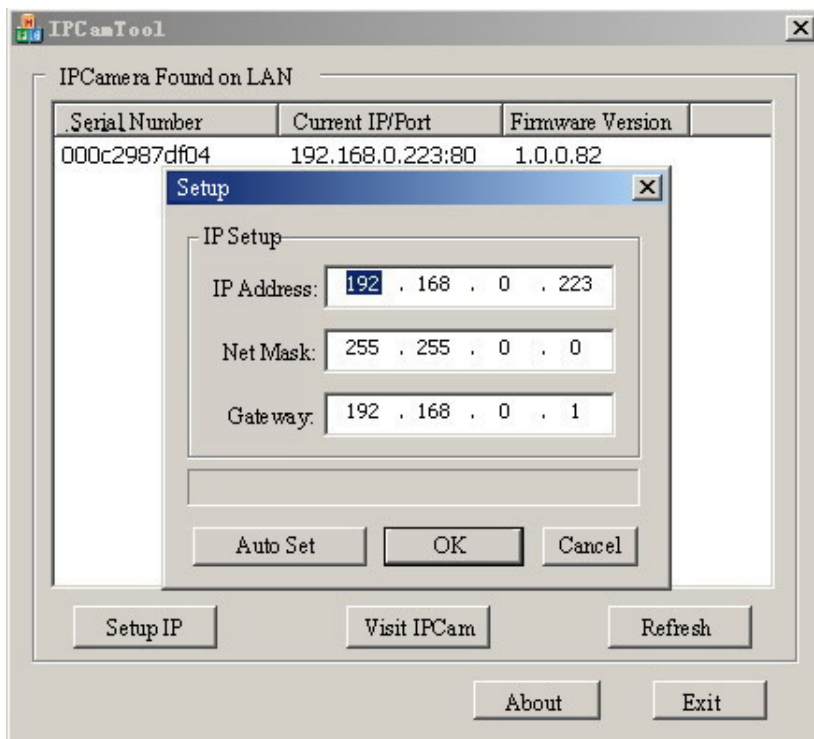 IPCamTool
IPCamera Found on LAN
Serial Number Current IP/Port Firmware Version
000c2987df04 192.168.0.223:80 1.0.0.82
Setup
IP Setup
IP Address: 192 . 168 . 0 . 223
Net Mask: 255 . 255 . 0 . 0
Gateway: 192 . 168 . 0 . 1
Auto Set OK Cancel
Setup IP Visit IPCam Refresh
About Exit